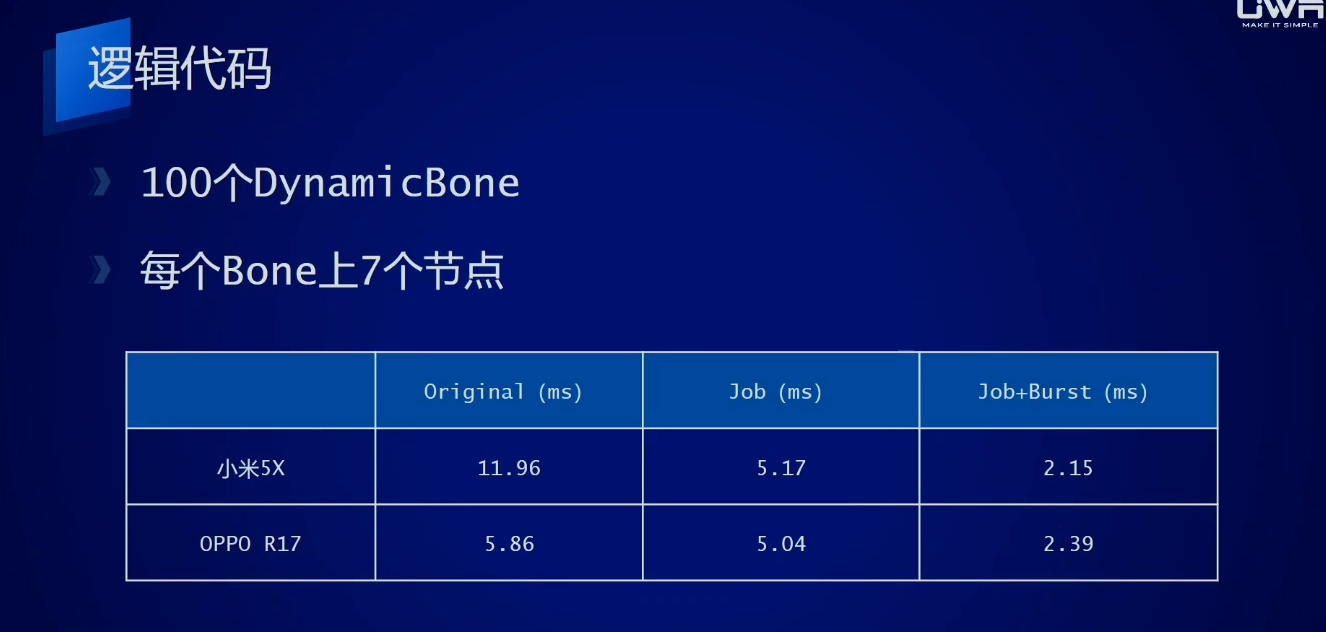 UWA
MAKE IT SIMPLE
逻辑代码
100个DynamicBone
每个Bone上7个节点
Original (ms) Job (ms) Job+Burst (ms)
小米5X 11.96 5.17 2.15
OPPO R17 5.86 5.04 2.39